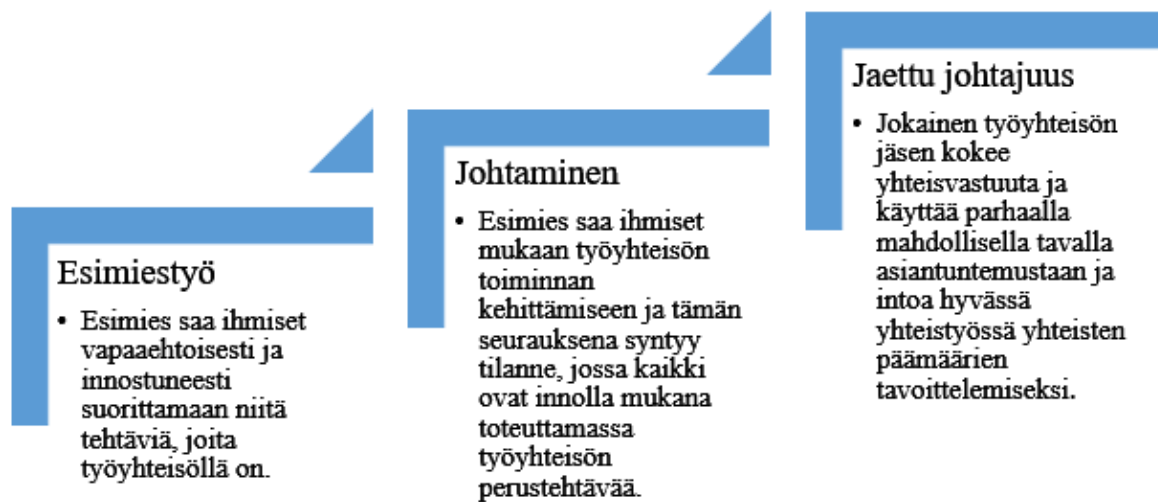 Esimiestyö
• Esimies saa ihmiset
vapaaehtoisesti ja
innostuneesti
suorittamaan niitä
tehtäviä, joita
työyhteisöllä on.
Johtaminen
• Esimies saa ihmiset
mukaan työyhteisön
toiminnan
kehittämiseen ja tämän
seurauksena syntyy
tilanne, jossa kaikki
ovat innolla mukana
toteuttamassa
työyhteisön
perustehtävää.
Jaettu johtajuus
• Jokainen työyhteisön
jäsen kokee
yhteisvastuuta ja
käyttää parhaalla
mahdollisella tavalla
asiantuntemustaan ja
intoa hyvässä
yhteistyössä yhteisten
päämäärien
tavoittelemiseksi.